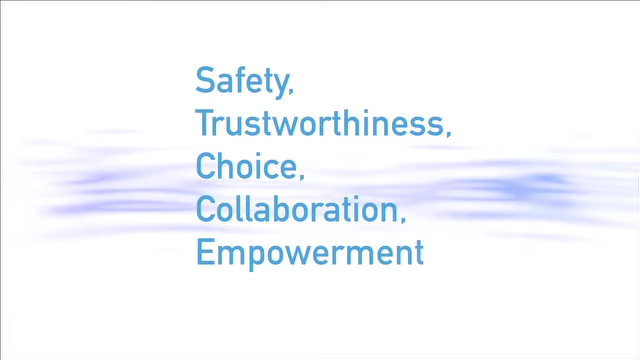 Safety,
Trustworthiness,
Choice,
Collaboration,
Empowerment